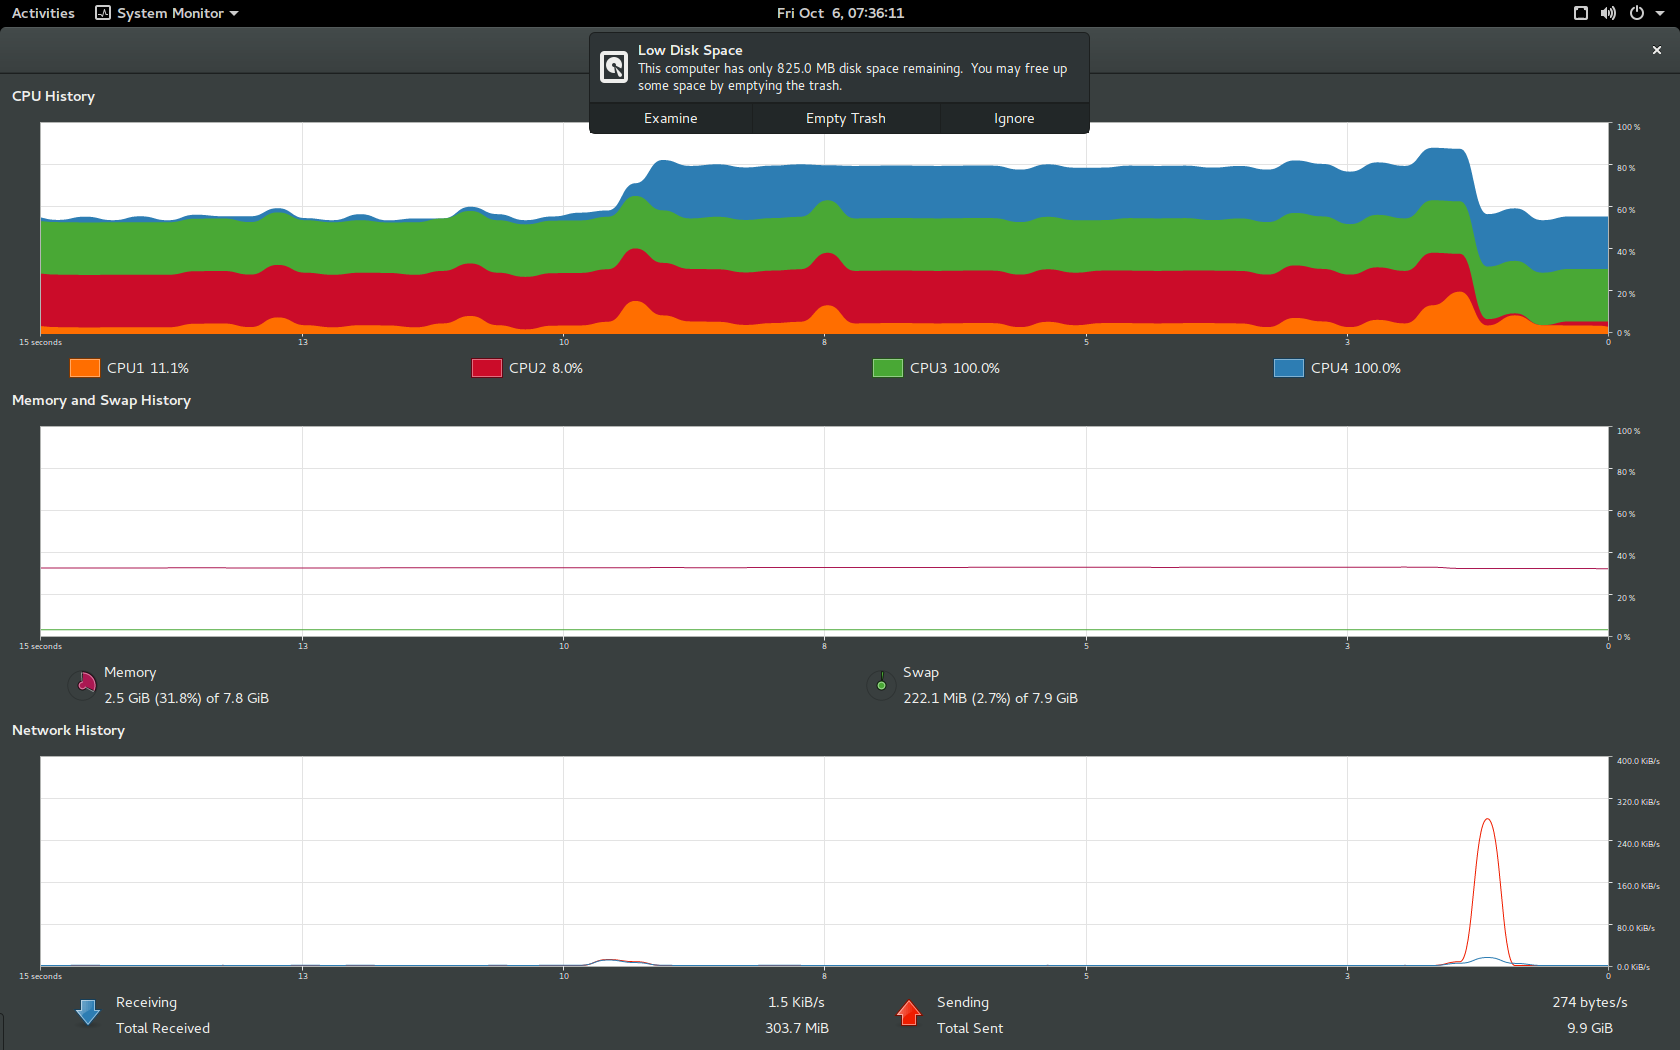 Activities
System Monitor
Fri Oct 6, 07:36:11
Low Disk Space
This computer has only 825.0 MB disk space remaining. You may free up
some space by emptying the trash.
Examine Empty Trash Ignore
CPU History
100 %
80 %
60 %
40 %
20 %
0 %
15 seconds 13 10 8 5 3 0
CPU1 11.1% CPU2 8.0% CPU3 100.0% CPU4 100.0%
Memory and Swap History
100 %
80 %
60 %
40 %
20 %
0 %
15 seconds 13 10 8 5 3 0
Memory
2.5 GiB (31.8%) of 7.8 GiB
Swap
222.1 MiB (2.7%) of 7.9 GiB
Network History
400.0 KiB/s
320.0 KiB/s
240.0 KiB/s
160.0 KiB/s
80.0 KiB/s
0.0 KiB/s
15 seconds 13 10 8 5 3 0
Receiving 1.5 KiB/s
Total Received 303.7 MiB
Sending 274 bytes/s
Total Sent 9.9 GiB